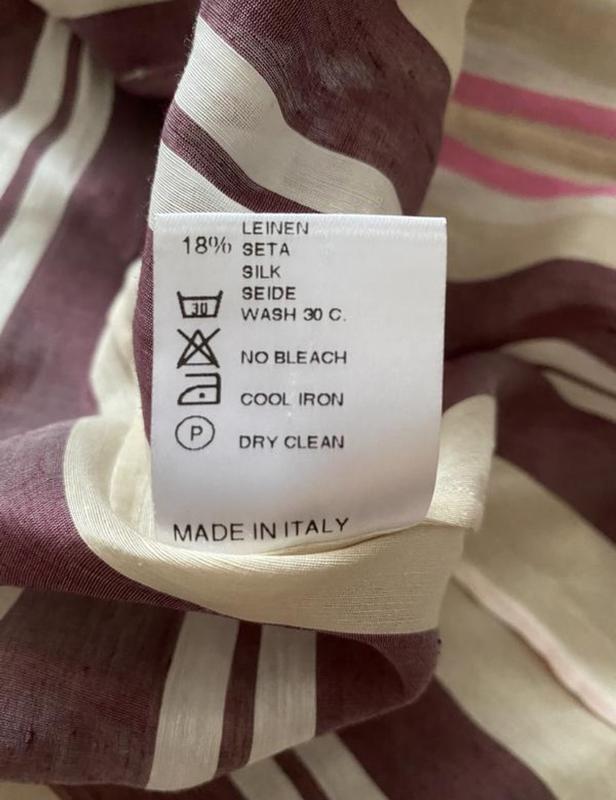 LEINEN
18% SETA
SILK
SEIDE
30 WASH 30 C.
NO BLEACH
COOL IRON
P DRY CLEAN
MADE IN ITALY